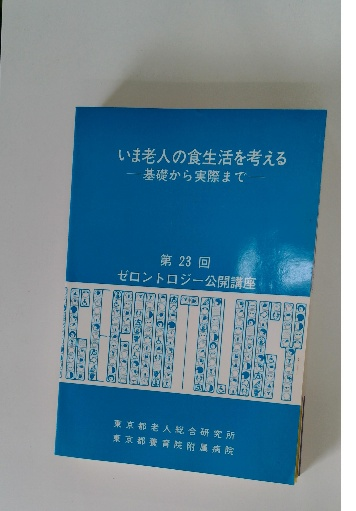 いま老人の食生活を考える
― 基礎から実際まで ―
第 23 回
ゼロントロジー公開講座
東京都老人総合研究所
東京都養育院附属病院